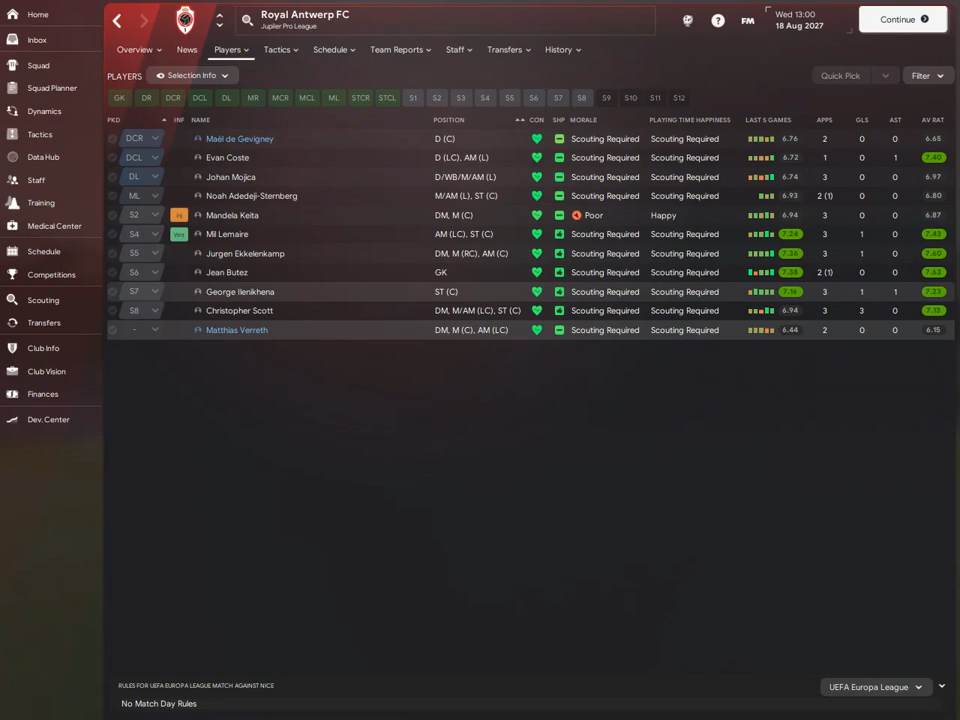 Home
Inbox
Squad
Squad Planner
Dynamics
Tactics
Data Hub
Staff
Training
Medical Center
Schedule
Competitions
Scouting
Transfers
Club Info
Club Vision
Finances
Dev. Center
Royal Antwerp FC
Jupiler Pro League
? FM Wed 13:00
18 Aug 2027
Continue
Overview News Players Tactics Schedule Team Reports Staff Transfers History
PLAYERS Selection Info Quick Pick Filter
GK DR DCR DCL DL MR MCR MCL ML STCR STCL S1 S2 S3 S4 S5 S6 S7 S8 S9 S10 S11 S12
PKD INF NAME POSITION CON SHP MORALE PLAYING TIME HAPPINESS LAST 5 GAMES APPS GLS AST AV RAT
DCR Maël de Gevigney D (C) Scouting Required Scouting Required 6.76 2 0 0 6.65
DCL Evan Coste D (LC), AM (L) Scouting Required Scouting Required 6.72 1 0 1 7.40
DL Johan Mojica D/WB/M/AM (L) Scouting Required Scouting Required 6.74 3 0 0 6.97
ML Noah Adedeji-Sternberg M/AM (L), ST (C) Scouting Required Scouting Required 6.93 2 (1) 0 0 6.80
S2 Inj Mandela Keita DM, M (C) Poor Happy 6.94 3 0 0 6.87
S4 Wnt Mil Lemaire AM (LC), ST (C) Scouting Required Scouting Required 7.24 3 1 0 7.43
S5 Jurgen Ekkelenkamp DM, M (RC), AM (C) Scouting Required Scouting Required 7.36 3 1 0 7.60
S6 Jean Butez GK Scouting Required Scouting Required 7.38 2 (1) 0 0 7.63
S7 George Ilenikhena ST (C) Scouting Required Scouting Required 7.16 3 1 1 7.23
S8 Christopher Scott DM, M/AM (LC), ST (C) Scouting Required Scouting Required 6.94 3 3 0 7.13
- Matthias Verreth DM, M (C), AM (LC) Scouting Required Scouting Required 6.44 2 0 0 6.15
RULES FOR UEFA EUROPA LEAGUE MATCH AGAINST NICE
UEFA Europa League
No Match Day Rules